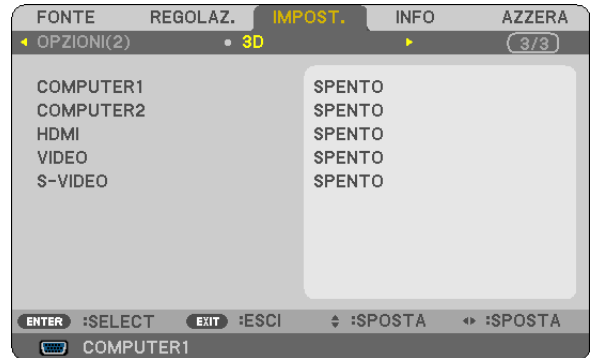 FONTE REGOLAZ. IMPOST. INFO AZZERA
OPZIONI(2) 3D 3/3
COMPUTER1 SPENTO
COMPUTER2 SPENTO
HDMI SPENTO
VIDEO SPENTO
S-VIDEO SPENTO
ENTER :SELECT EXIT :ESCI :SPOSTA :SPOSTA
COMPUTER1